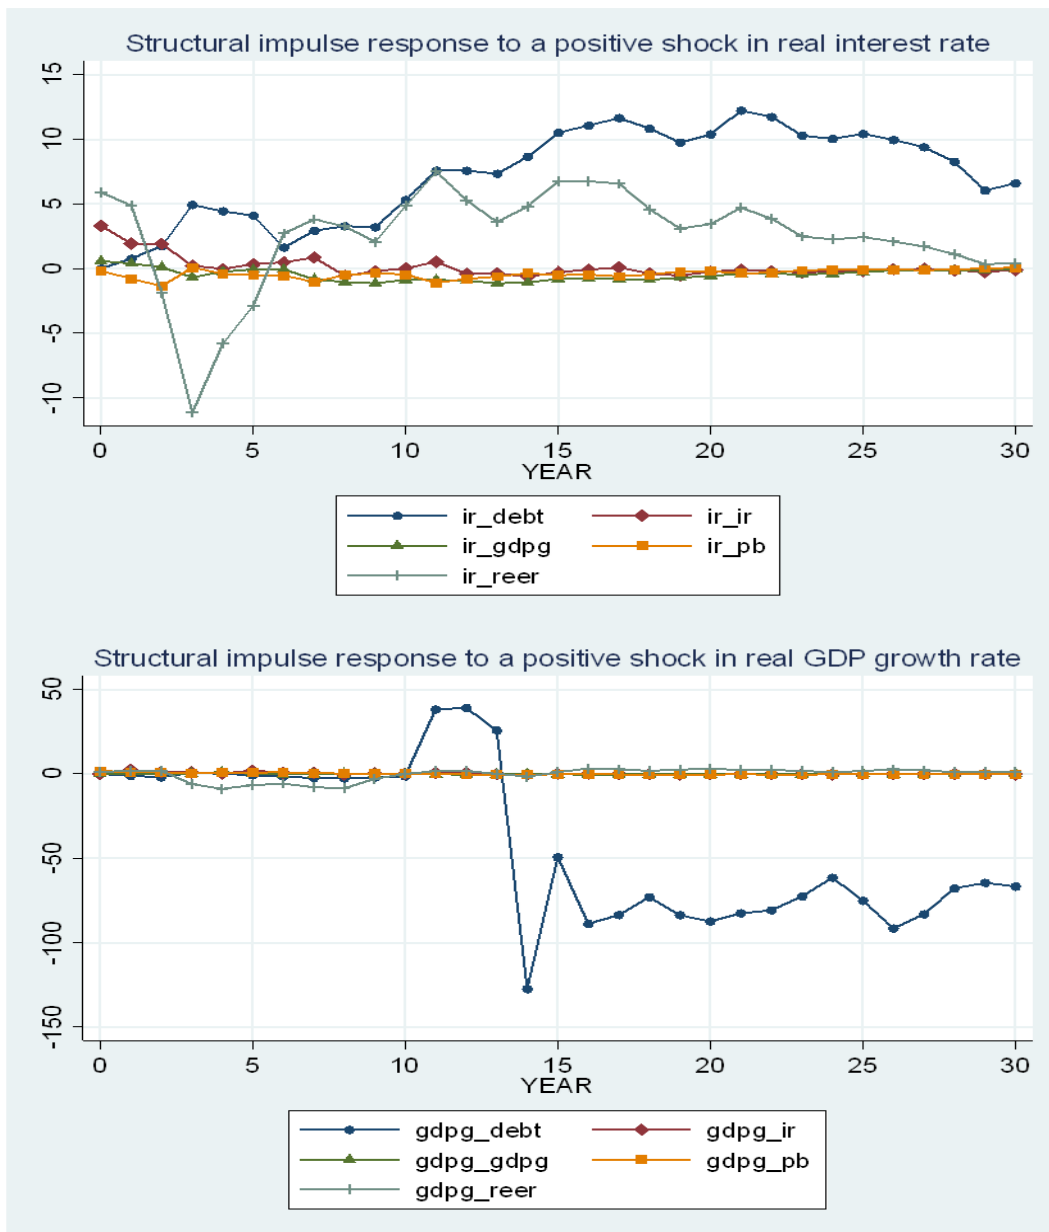 Structural impulse response to a positive shock in real interest rate
15
10
5
0
-5
-10
0 5 10 15 20 25 30
YEAR
ir_debt ir_ir
ir_gdpg ir_pb
ir_reer
Structural impulse response to a positive shock in real GDP growth rate
50
0
-50
-100
-150
0 5 10 15 20 25 30
YEAR
gdpg_debt gdpg_ir
gdpg_gdpg gdpg_pb
gdpg_reer